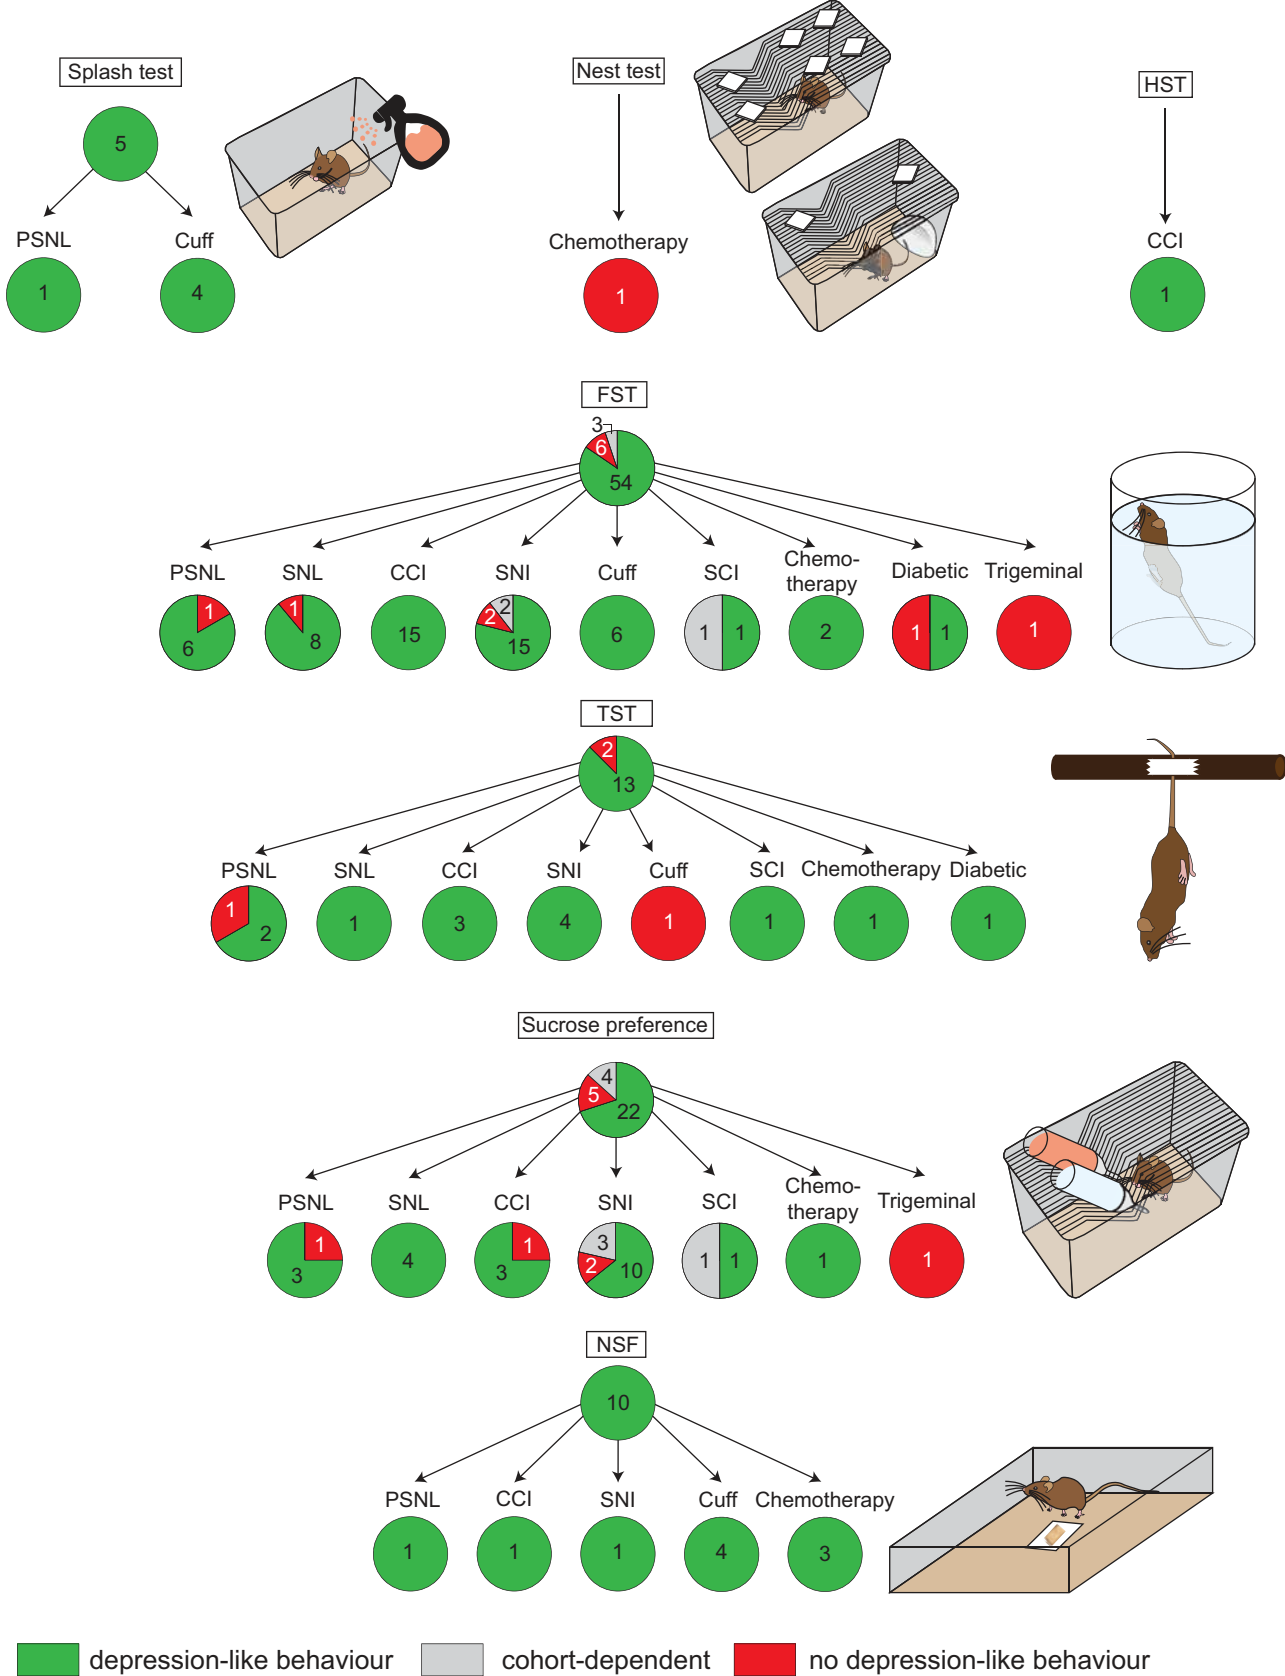 Splash test
Nest test
HST
5
PSNL
Cuff
Chemotherapy
CCI
1
4
1
1
FST
3
6
54
PSNL
SNL
CCI
SNI
Cuff
SCI
Chemo-
therapy
Diabetic
Trigeminal
1
6
1
8
15
2
2
15
6
1
1
2
1
1
1
TST
2
13
PSNL
SNL
CCI
SNI
Cuff
SCI
Chemotherapy
Diabetic
1
2
1
3
4
1
1
1
1
Sucrose preference
4
5
22
PSNL
SNL
CCI
SNI
SCI
Chemo-
therapy
Trigeminal
1
3
4
1
3
3
2
10
1
1
1
1
NSF
10
PSNL
CCI
SNI
Cuff
Chemotherapy
1
1
1
4
3
depression-like behaviour
cohort-dependent
no depression-like behaviour